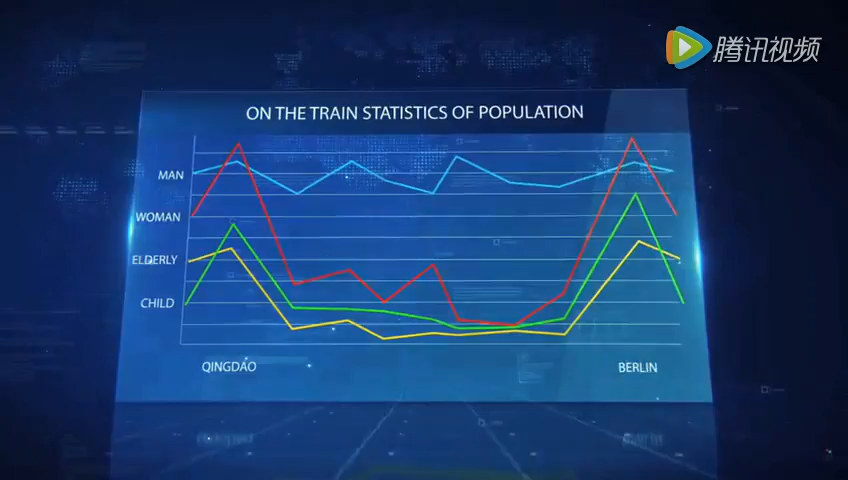 腾讯视频
ON THE TRAIN STATISTICS OF POPULATION
MAN
WOMAN
ELDERLY
CHILD
QINGDAO
BERLIN